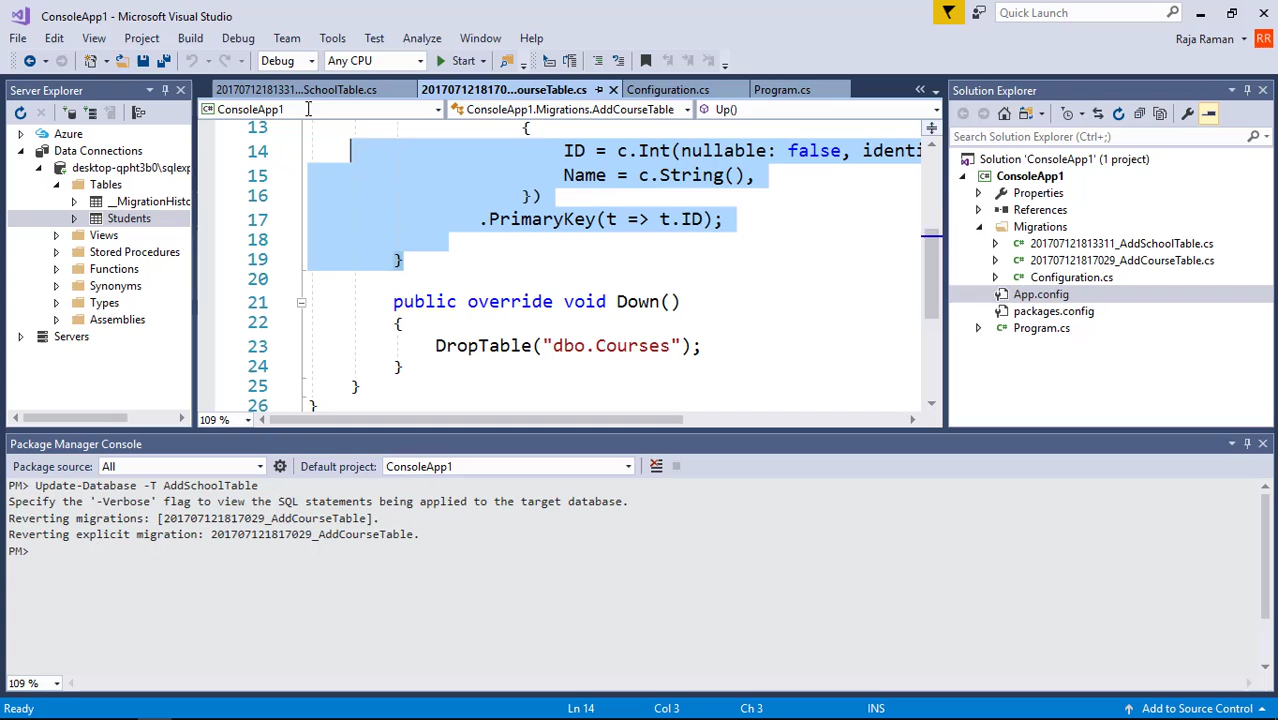 ConsoleApp1 - Microsoft Visual Studio
Quick Launch
File Edit View Project Build Debug Team Tools Test Analyze Window Help
Raja Raman RR
Debug Any CPU Start
Server Explorer
Azure
Data Connections
desktop-qpht3b0\sqlexp
Tables
__MigrationHisto
Students
Views
Stored Procedures
Functions
Synonyms
Types
Assemblies
Servers
20170712181331...SchoolTable.cs 2017071218170...ourseTable.cs Configuration.cs Program.cs
ConsoleApp1 ConsoleApp1.Migrations.AddCourseTable Up()
13 {
14 ID = c.Int(nullable: false, identi
15 Name = c.String(),
16 })
17 .PrimaryKey(t => t.ID);
18
19 }
20
21 public override void Down()
22 {
23 DropTable("dbo.Courses");
24 }
25 }
26 }
109 %
Solution Explorer
Search Solution Explorer (Ctrl+;)
Solution 'ConsoleApp1' (1 project)
ConsoleApp1
Properties
References
Migrations
201707121813311_AddSchoolTable.cs
201707121817029_AddCourseTable.cs
Configuration.cs
App.config
packages.config
Program.cs
Package Manager Console
Package source: All Default project: ConsoleApp1
PM> Update-Database -T AddSchoolTable
Specify the '-Verbose' flag to view the SQL statements being applied to the target database.
Reverting migrations: [201707121817029_AddCourseTable].
Reverting explicit migration: 201707121817029_AddCourseTable.
PM>
109 %
Ready Ln 14 Col 3 Ch 3 INS Add to Source Control